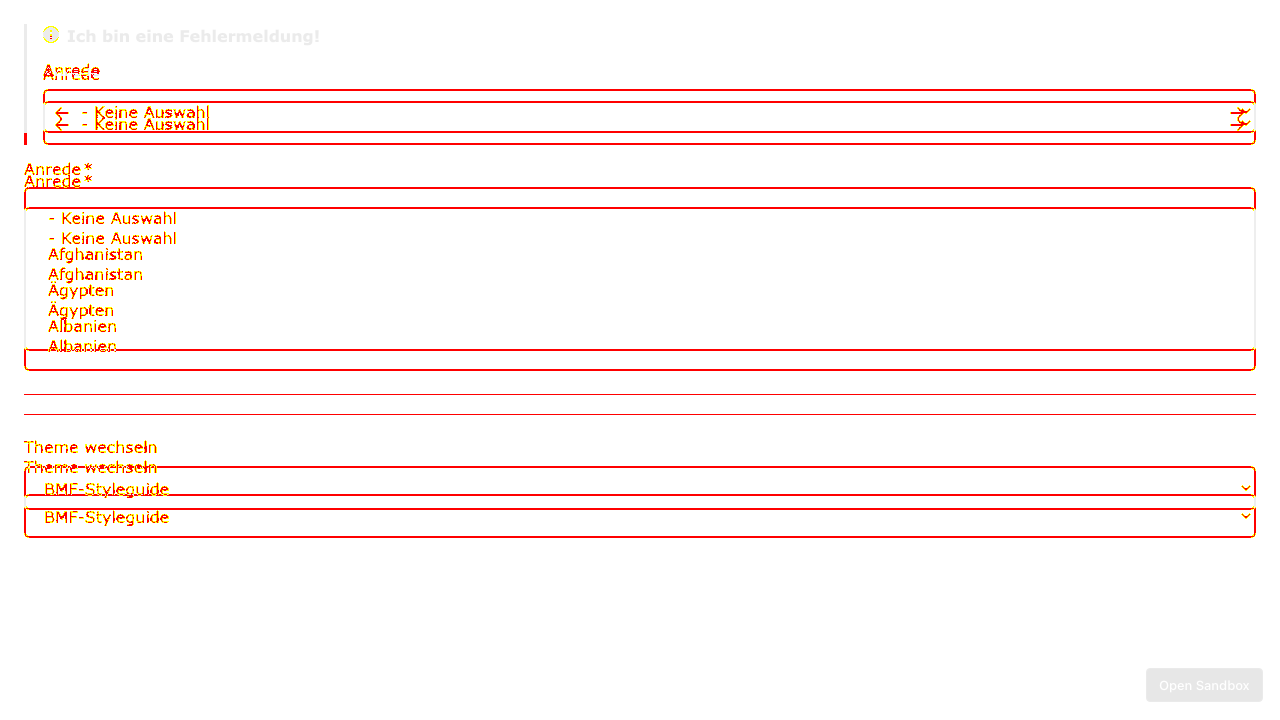 Ich bin eine Fehlermeldung!
Anrede
Anrede
← - Keine Auswahl →
← - Keine Auswahl →
Anrede *
Anrede *
- Keine Auswahl
- Keine Auswahl
Afghanistan
Afghanistan
Ägypten
Ägypten
Albanien
Albanien
Theme wechseln
Theme wechseln
BMF-Styleguide
BMF-Styleguide
Open Sandbox